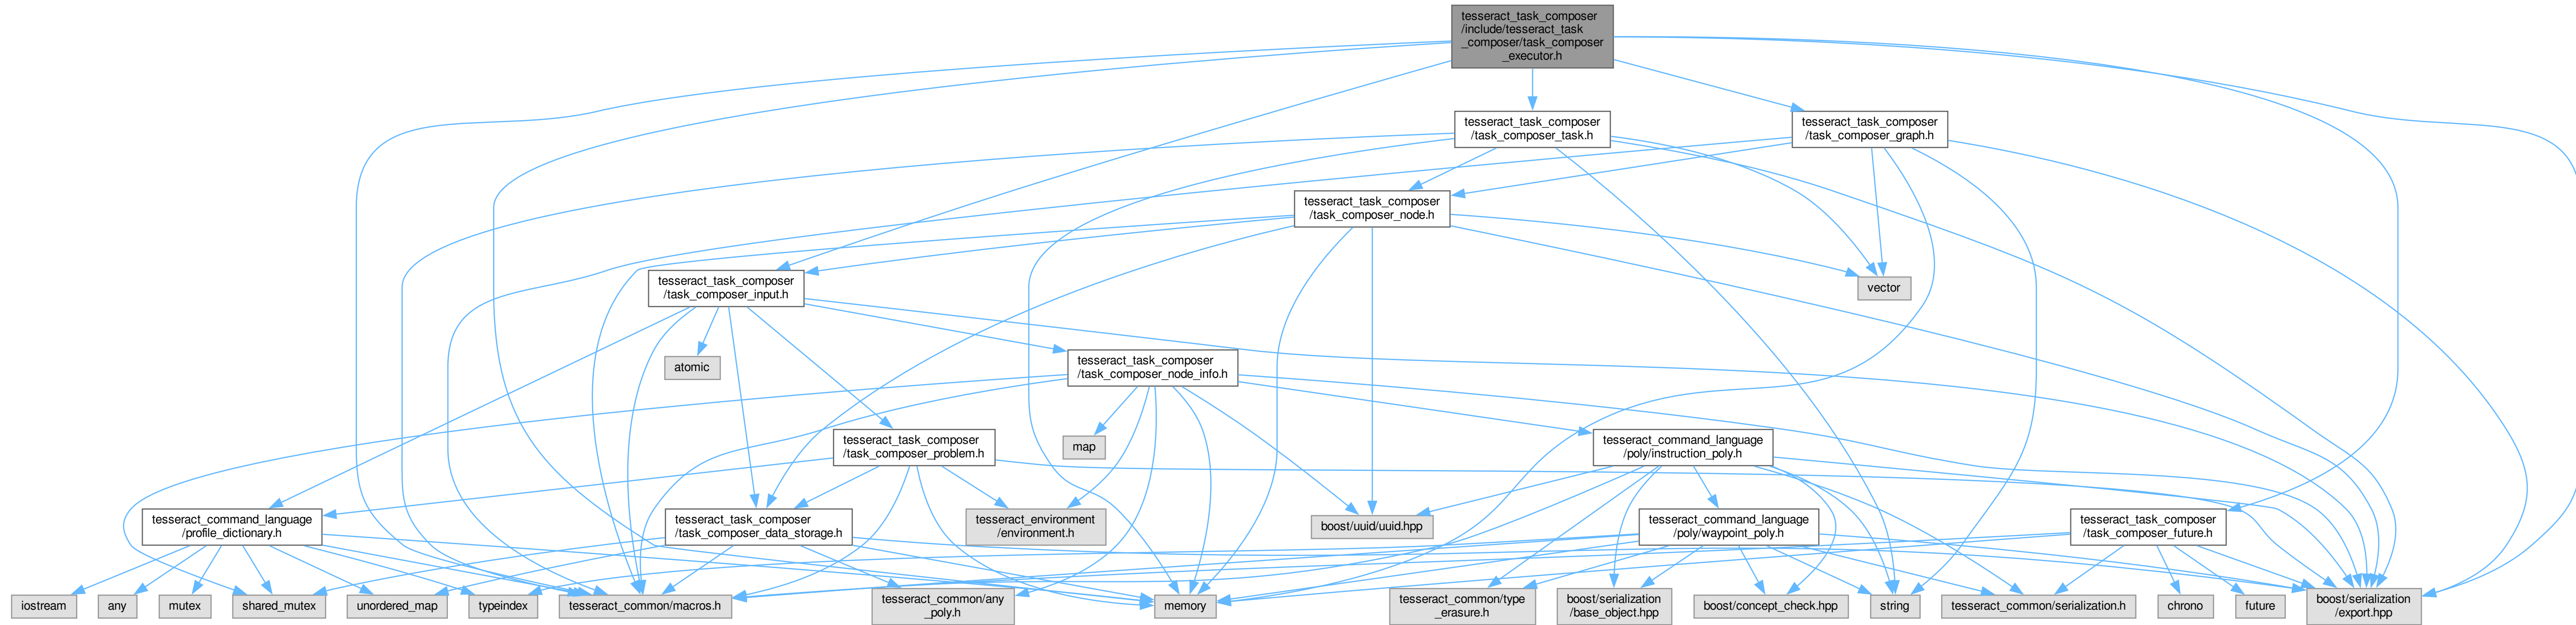 tesseract_task_composer
/include/tesseract_task
_composer/task_composer
_executor.h
tesseract_task_composer
/task_composer_task.h
tesseract_task_composer
/task_composer_graph.h
tesseract_task_composer
/task_composer_node.h
tesseract_task_composer
/task_composer_input.h
vector
atomic
tesseract_task_composer
/task_composer_node_info.h
map
tesseract_task_composer
/task_composer_problem.h
tesseract_command_language
/poly/instruction_poly.h
tesseract_command_language
/profile_dictionary.h
tesseract_task_composer
/task_composer_data_storage.h
tesseract_environment
/environment.h
boost/uuid/uuid.hpp
tesseract_command_language
/poly/waypoint_poly.h
tesseract_task_composer
/task_composer_future.h
iostream
any
mutex
shared_mutex
unordered_map
typeindex
tesseract_common/macros.h
tesseract_common/any
_poly.h
memory
tesseract_common/type
_erasure.h
boost/serialization
/base_object.hpp
boost/concept_check.hpp
string
tesseract_common/serialization.h
chrono
future
boost/serialization
/export.hpp